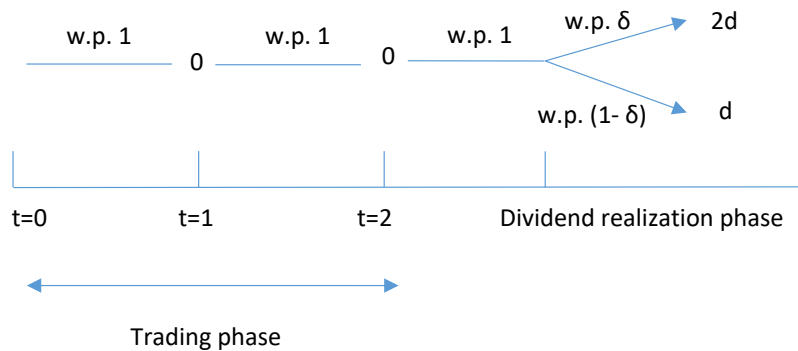 w.p. 1 0 w.p. 1 0 w.p. 1 w.p. δ 2d
w.p. (1- δ) d
t=0 t=1 t=2 Dividend realization phase
Trading phase